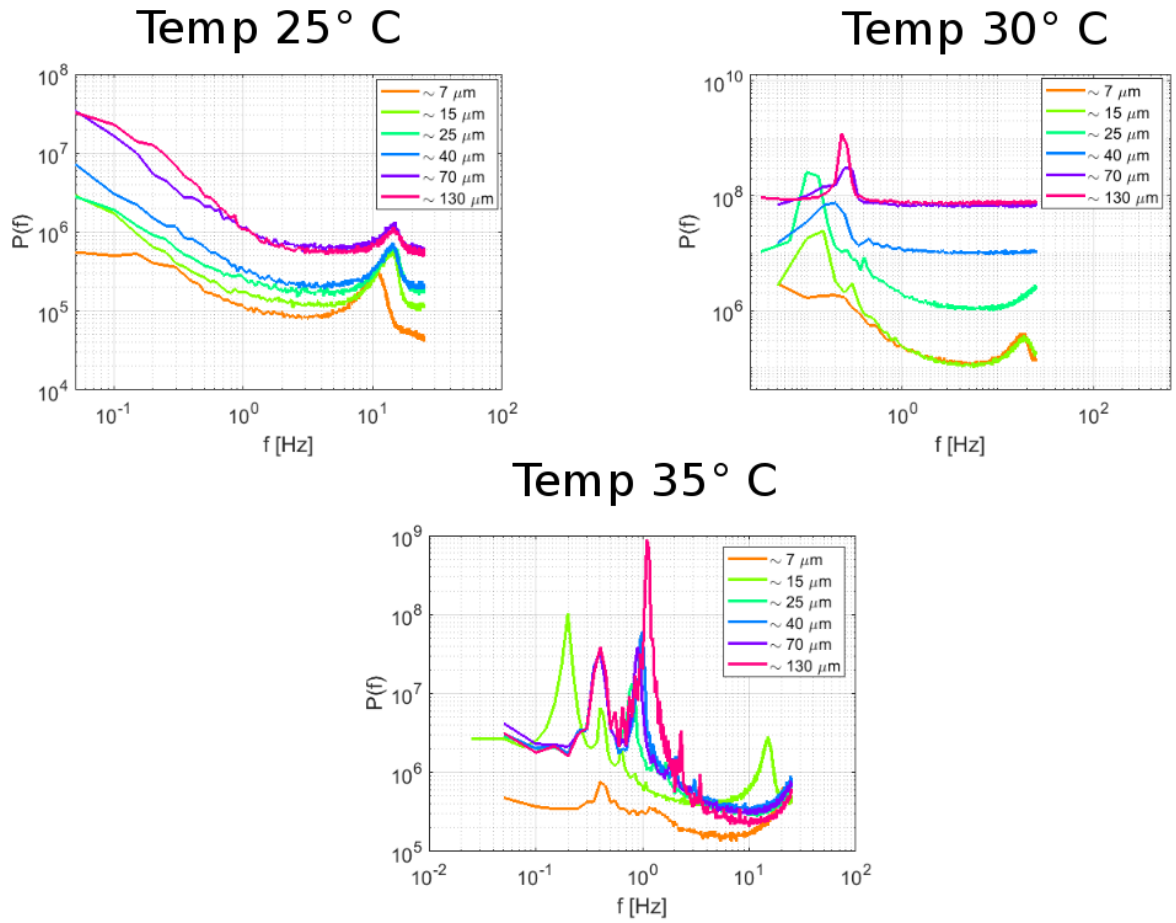 Temp 25° C
10^8
10^7
10^6
10^5
10^4
P(f)
10^-1
10^0
10^1
10^2
f [Hz]
~ 7 μm
~ 15 μm
~ 25 μm
~ 40 μm
~ 70 μm
~ 130 μm
Temp 30° C
10^10
10^8
10^6
P(f)
10^0
10^2
f [Hz]
~ 7 μm
~ 15 μm
~ 25 μm
~ 40 μm
~ 70 μm
~ 130 μm
Temp 35° C
10^9
10^8
10^7
10^6
10^5
P(f)
10^-2
10^-1
10^0
10^1
10^2
f [Hz]
~ 7 μm
~ 15 μm
~ 25 μm
~ 40 μm
~ 70 μm
~ 130 μm